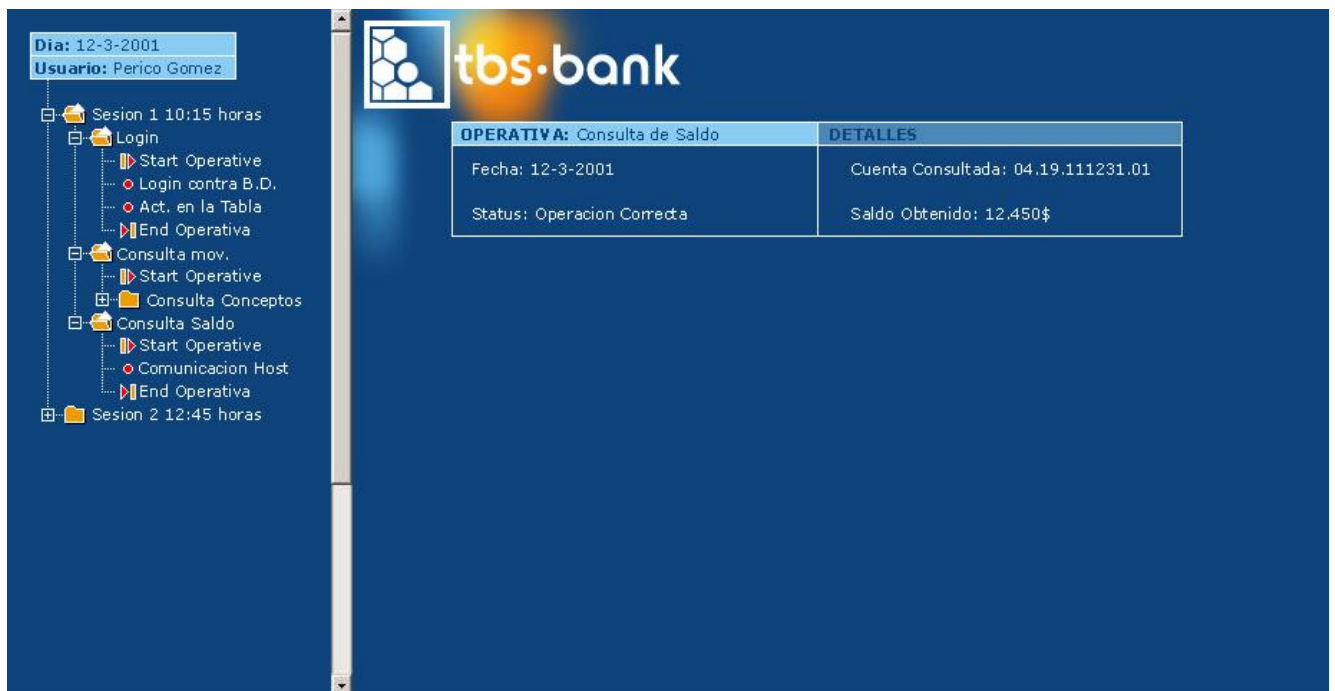 Dia: 12-3-2001
Usuario: Perico Gomez
Sesion 1 10:15 horas
Login
Start Operative
Login contra B.D.
Act. en la Tabla
End Operativa
Consulta mov.
Start Operative
Consulta Conceptos
Consulta Saldo
Start Operative
Comunicacion Host
End Operativa
Sesion 2 12:45 horas
tbs·bank
OPERATIVA: Consulta de Saldo
DETALLES
Fecha: 12-3-2001
Cuenta Consultada: 04.19.111231.01
Status: Operacion Correcta
Saldo Obtenido: 12.450$